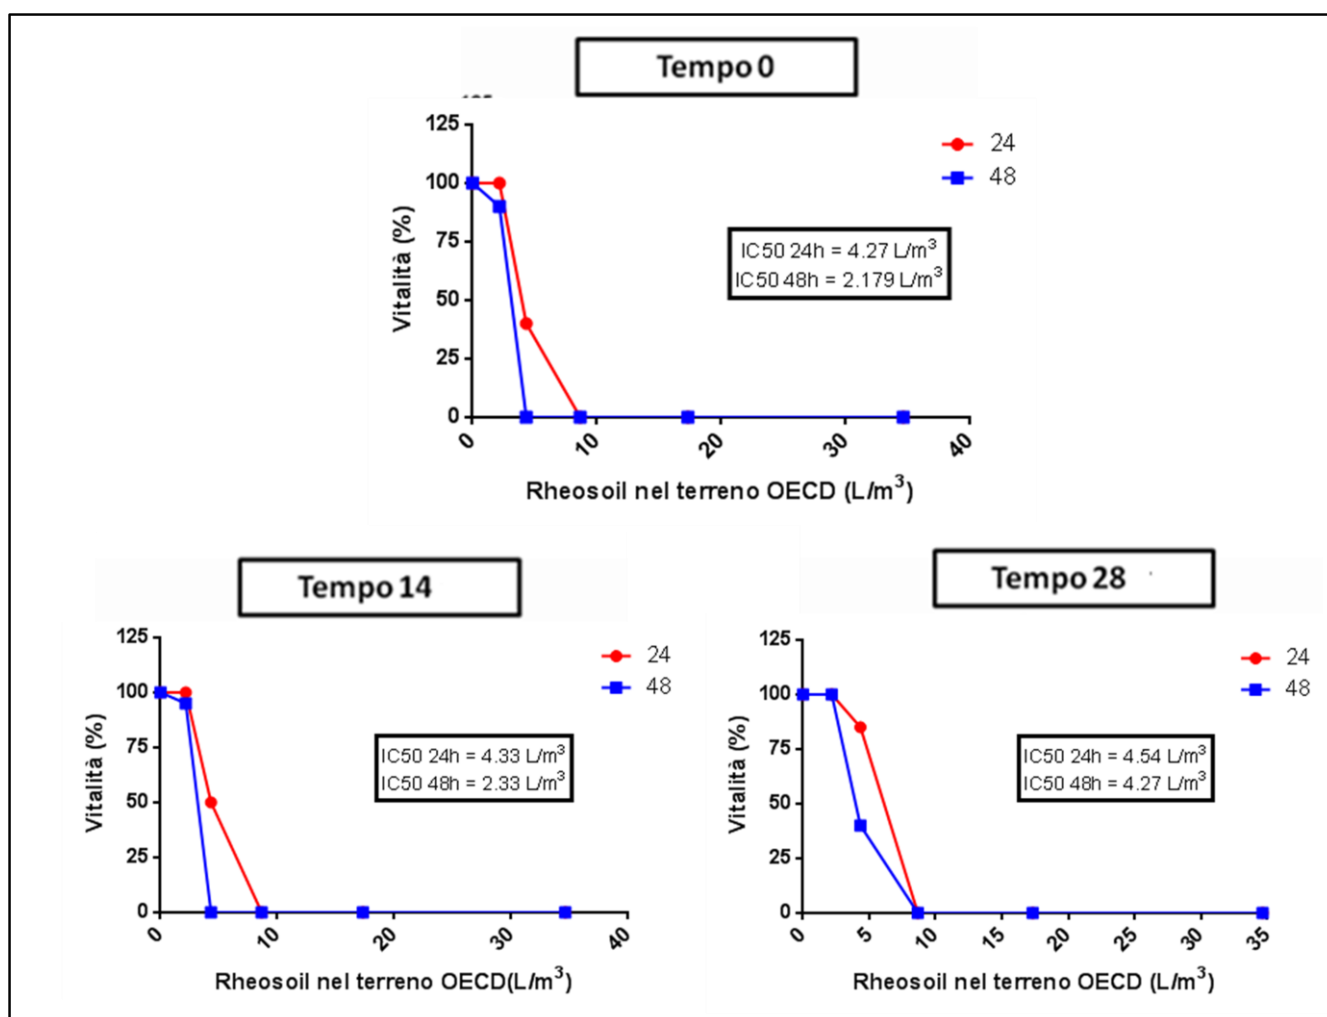 Tempo 0
125
100
75
50
25
0
Vitalità (%)
24
48
IC50 24h = 4.27 L/m³
IC50 48h = 2.179 L/m³
0 10 20 30 40
Rheosoil nel terreno OECD (L/m³)
Tempo 14
125
100
75
50
25
0
Vitalità (%)
24
48
IC50 24h = 4.33 L/m³
IC50 48h = 2.33 L/m³
0 10 20 30 40
Rheosoil nel terreno OECD(L/m³)
Tempo 28
125
100
75
50
25
0
Vitalità (%)
24
48
IC50 24h = 4.54 L/m³
IC50 48h = 4.27 L/m³
0 5 10 15 20 25 30 35
Rheosoil nel terreno OECD (L/m³)